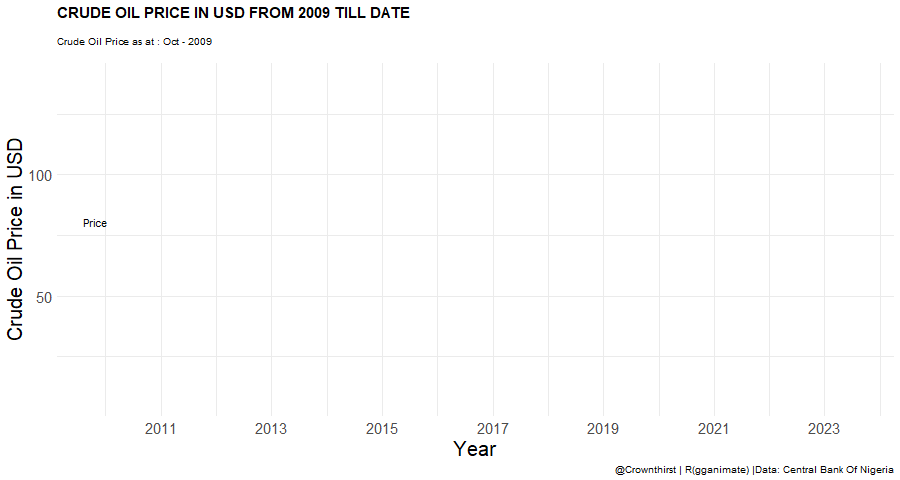 CRUDE OIL PRICE IN USD FROM 2009 TILL DATE
Crude Oil Price as at : Oct - 2009
Crude Oil Price in USD
100
Price
50
2011 2013 2015 2017 2019 2021 2023
Year
@Crownthirst | R(gganimate) |Data: Central Bank Of Nigeria